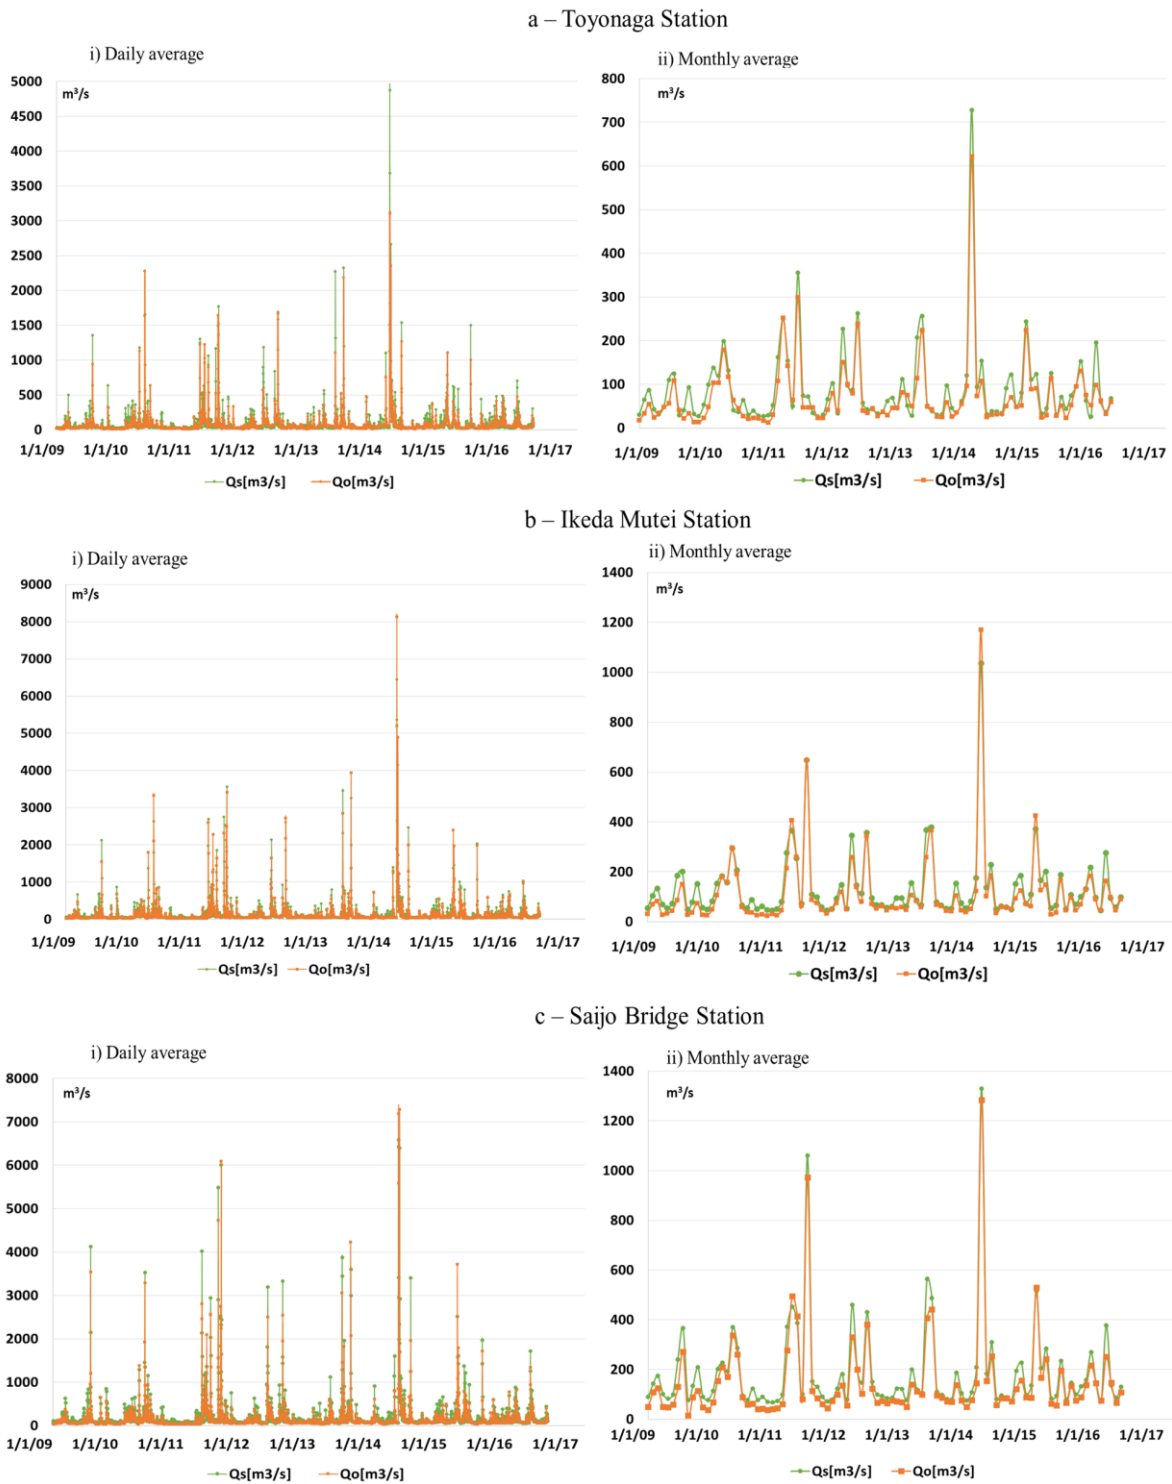 a – Toyonaga Station
i) Daily average
ii) Monthly average
5000
4500
4000
3500
3000
2500
2000
1500
1000
500
0
m³/s
1/1/09 1/1/10 1/1/11 1/1/12 1/1/13 1/1/14 1/1/15 1/1/16 1/1/17
Qs[m3/s] Qo[m3/s]
800
700
600
500
400
300
200
100
0
m³/s
1/1/09 1/1/10 1/1/11 1/1/12 1/1/13 1/1/14 1/1/15 1/1/16 1/1/17
Qs[m3/s] Qo[m3/s]
b – Ikeda Mutei Station
i) Daily average
ii) Monthly average
9000
8000
7000
6000
5000
4000
3000
2000
1000
0
m³/s
1/1/09 1/1/10 1/1/11 1/1/12 1/1/13 1/1/14 1/1/15 1/1/16 1/1/17
Qs[m3/s] Qo[m3/s]
1400
1200
1000
800
600
400
200
0
m³/s
1/1/09 1/1/10 1/1/11 1/1/12 1/1/13 1/1/14 1/1/15 1/1/16 1/1/17
Qs[m3/s] Qo[m3/s]
c – Saijo Bridge Station
i) Daily average
ii) Monthly average
8000
7000
6000
5000
4000
3000
2000
1000
0
m³/s
1/1/09 1/1/10 1/1/11 1/1/12 1/1/13 1/1/14 1/1/15 1/1/16 1/1/17
Qs[m3/s] Qo[m3/s]
1400
1200
1000
800
600
400
200
0
m³/s
1/1/09 1/1/10 1/1/11 1/1/12 1/1/13 1/1/14 1/1/15 1/1/16 1/1/17
Qs[m3/s] Qo[m3/s]